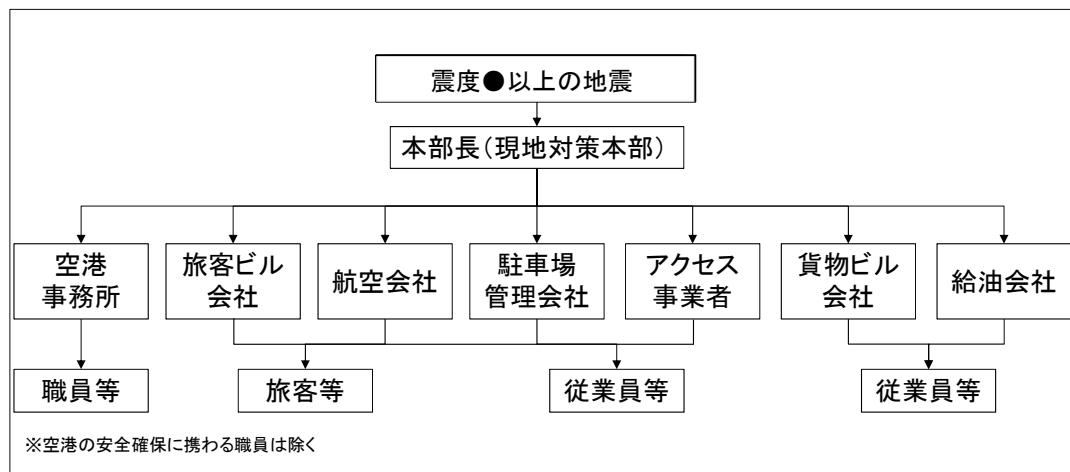 震度●以上の地震
本部長(現地対策本部)
空港
事務所
旅客ビル
会社
航空会社
駐車場
管理会社
アクセス
事業者
貨物ビル
会社
給油会社
職員等
旅客等
従業員等
従業員等
※空港の安全確保に携わる職員は除く